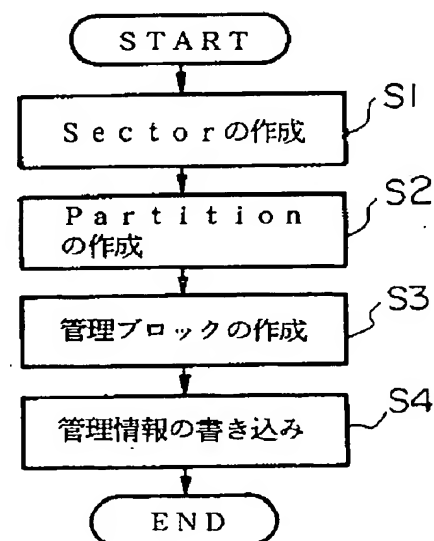 START
Sectorの作成
S1
Partition
の作成
S2
管理ブロックの作成
S3
管理情報の書き込み
S4
END